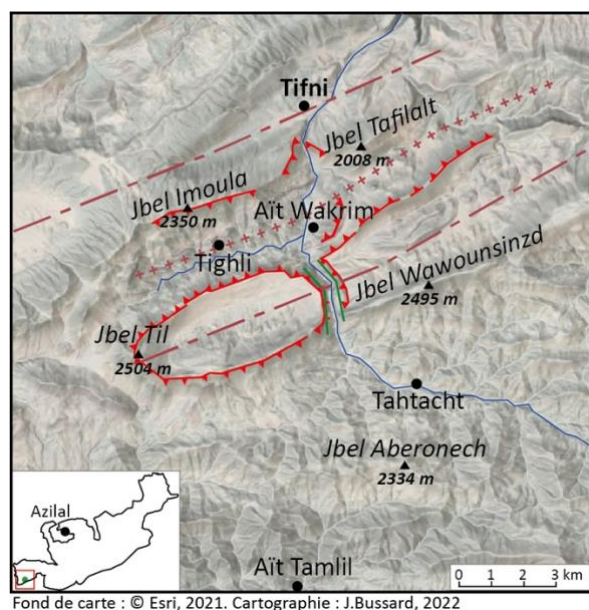 Tifni
Jbel Tafilalt
2008 m
Jbel Imoula
2350 m
Aït Wakrim
Tighli
Jbel Wawounsinzd
2495 m
Jbel Til
2504 m
Tahtacht
Jbel Aberonech
2334 m
Azilal
Aït Tamlil
0 1 2 3 km
Fond de carte : © Esri, 2021. Cartographie : J.Bussard, 2022